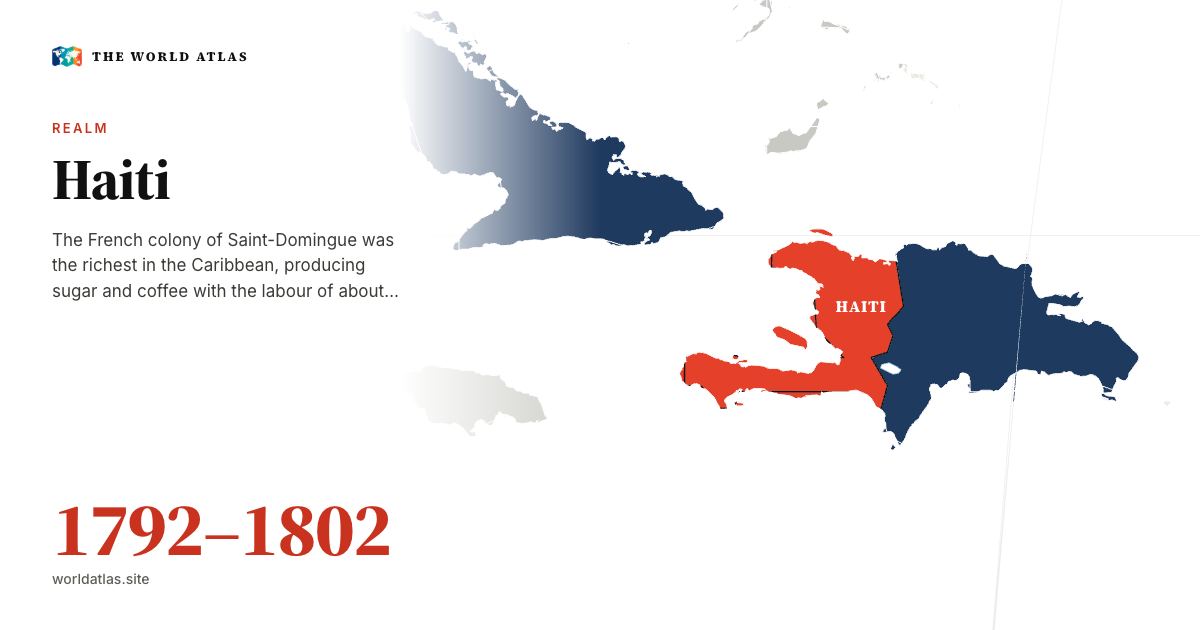 THE WORLD ATLAS
REALM
Haiti
The French colony of Saint-Domingue was
the richest in the Caribbean, producing
sugar and coffee with the labour of about...
HAITI
1792–1802
worldatlas.site